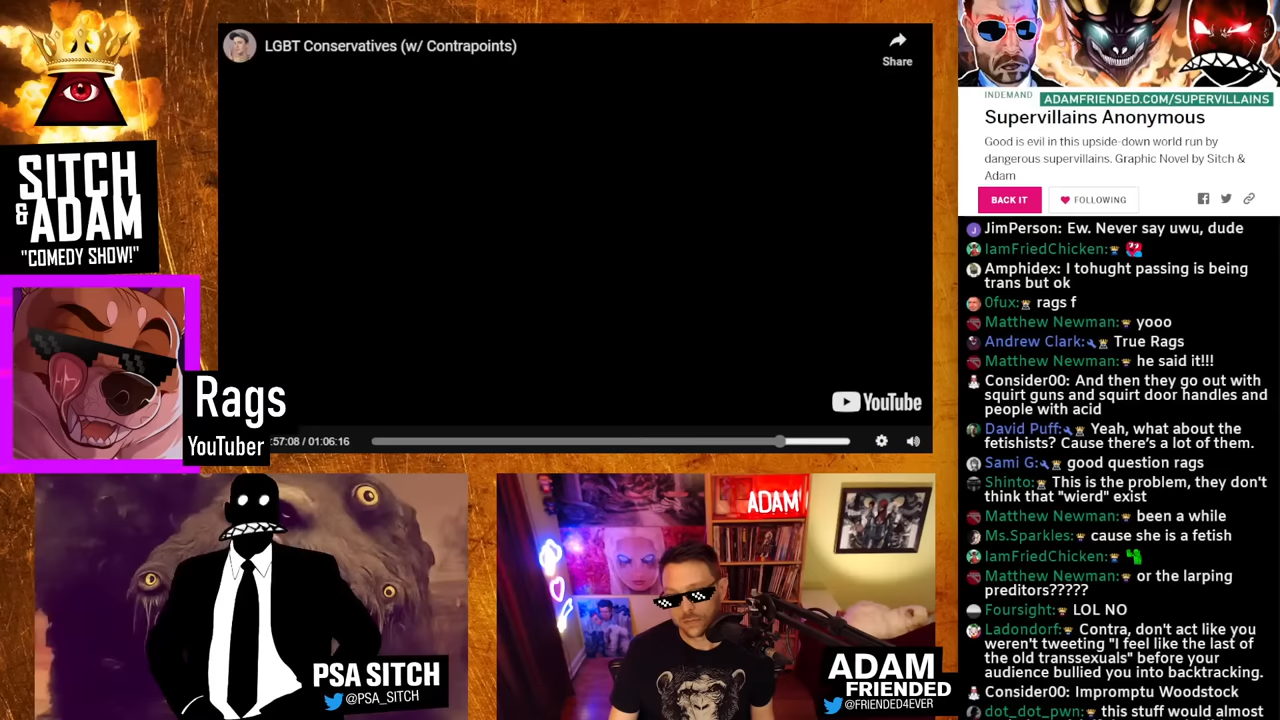 LGBT Conservatives (w/ Contrapoints)
Share
YouTube
:57:08 / 01:06:16
SITCH
& ADAM
"COMEDY SHOW!"
Rags
YouTuber
PSA SITCH
@PSA_SITCH
ADAM
ADAM
FRIENDED
@FRIENDED4EVER
INDEMAND
ADAMFRIENDED.COM/SUPERVILLAINS
Supervillains Anonymous
Good is evil in this upside-down world run by
dangerous supervillains. Graphic Novel by Sitch &
Adam
BACK IT
FOLLOWING
J JimPerson: Ew. Never say uwu, dude
IamFriedChicken:
Amphidex: I tohught passing is being
trans but ok
0fux: rags f
Matthew Newman: yooo
Andrew Clark: True Rags
Matthew Newman: he said it!!!
Consider00: And then they go out with
squirt guns and squirt door handles and
people with acid
David Puff: Yeah, what about the
fetishists? Cause there's a lot of them.
Sami G: good question rags
Shinto: This is the problem, they don't
think that "wierd" exist
Matthew Newman: been a while
Ms.Sparkles: cause she is a fetish
IamFriedChicken:
Matthew Newman: or the larping
preditors?????
Foursight: LOL NO
Ladondorf: Contra, don't act like you
weren't tweeting "I feel like the last of
the old transsexuals" before your
audience bullied you into backtracking.
Consider00: Impromptu Woodstock
dot_dot_pwn: this stuff would almost